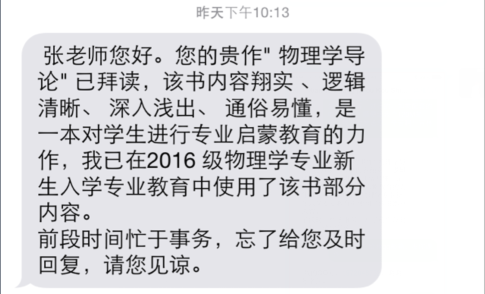 昨天下午10:13
张老师您好。您的贵作" 物理学导
论" 已拜读，该书内容翔实 、逻辑
清晰、 深入浅出、 通俗易懂，是
一本对学生进行专业启蒙教育的力
作，我已在2016 级物理学专业新
生入学专业教育中使用了该书部分
内容。
前段时间忙于事务，忘了给您及时
回复，请您见谅。